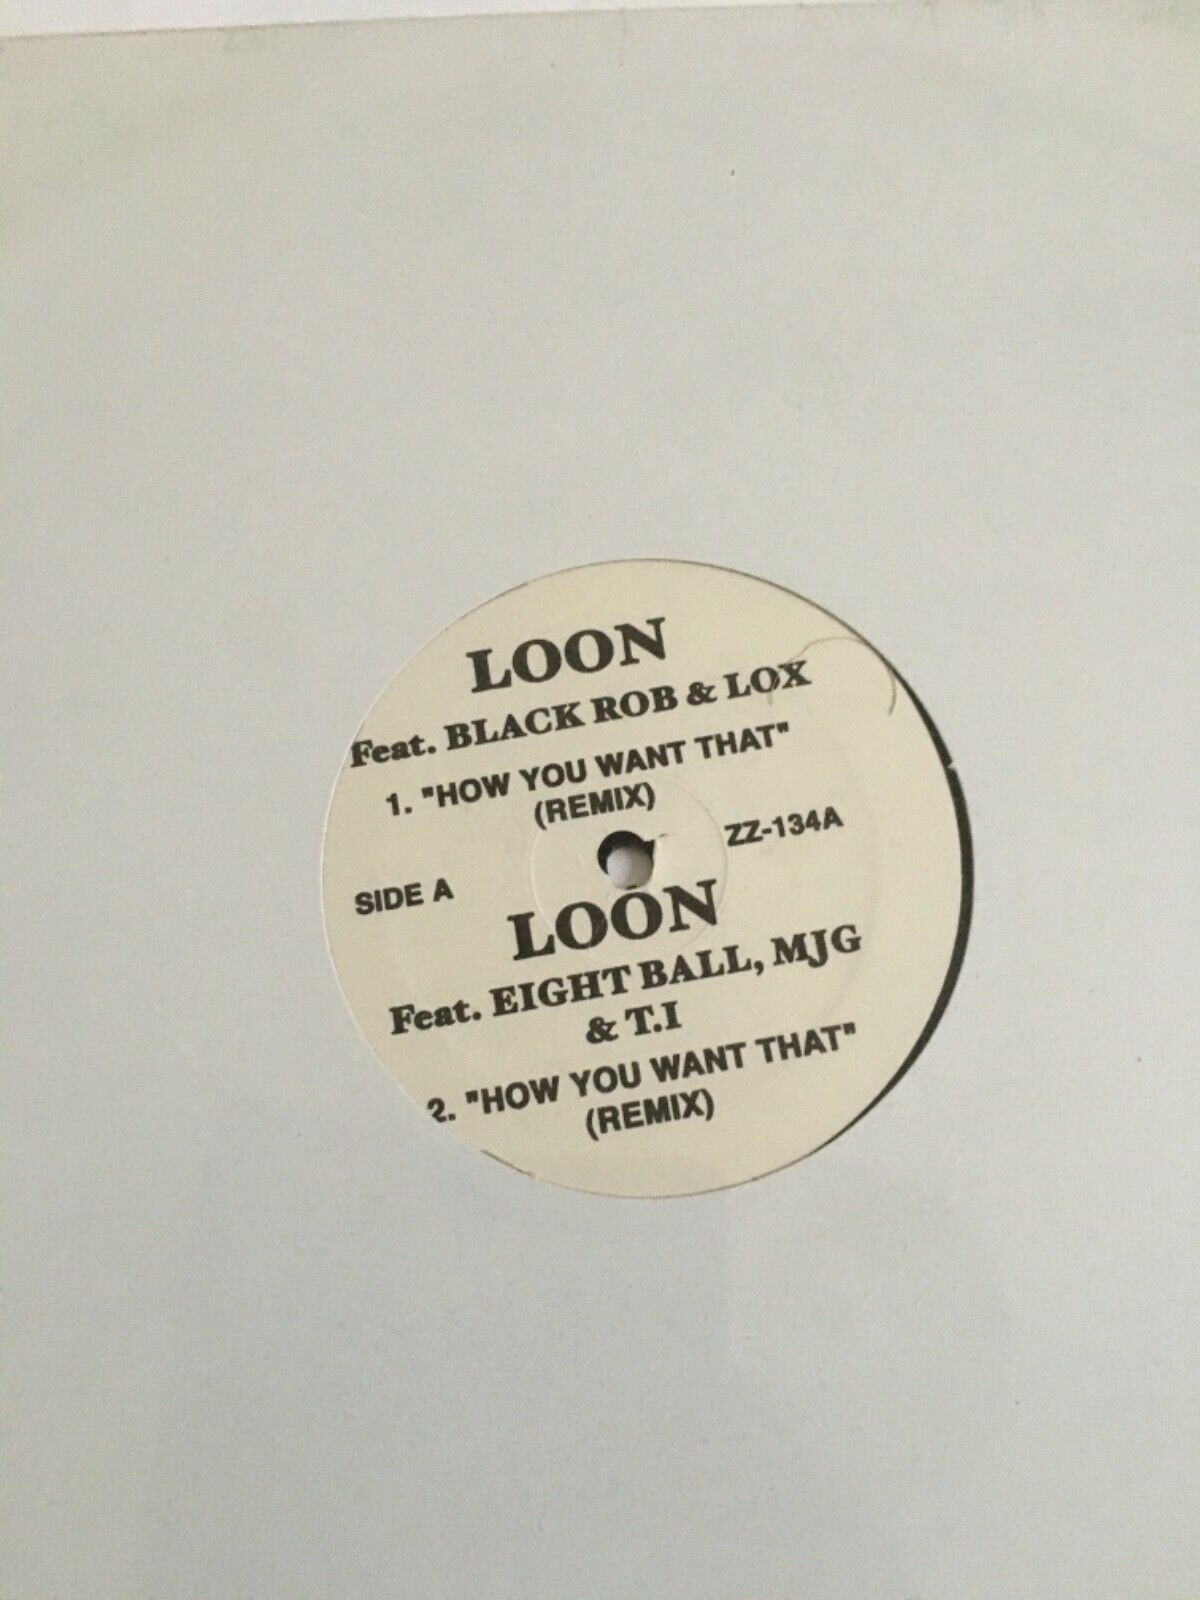 LOON
Feat. BLACK ROB & LOX
1. "HOW YOU WANT THAT"
(REMIX)
ZZ-134A
SIDE A
LOON
Feat. EIGHT BALL, MJG
& T.I
2. "HOW YOU WANT THAT"
(REMIX)